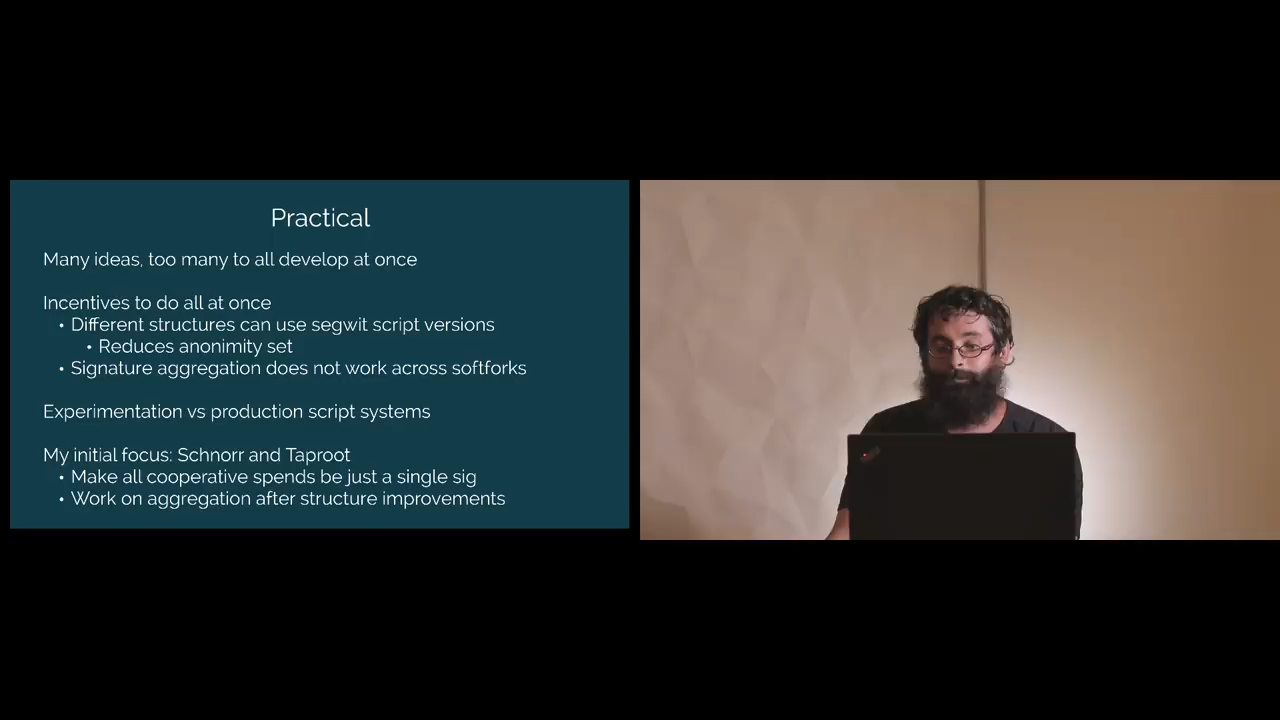 Practical
Many ideas, too many to all develop at once
Incentives to do all at once
• Different structures can use segwit script versions
• Reduces anonimity set
• Signature aggregation does not work across softforks
Experimentation vs production script systems
My initial focus: Schnorr and Taproot
• Make all cooperative spends be just a single sig
• Work on aggregation after structure improvements